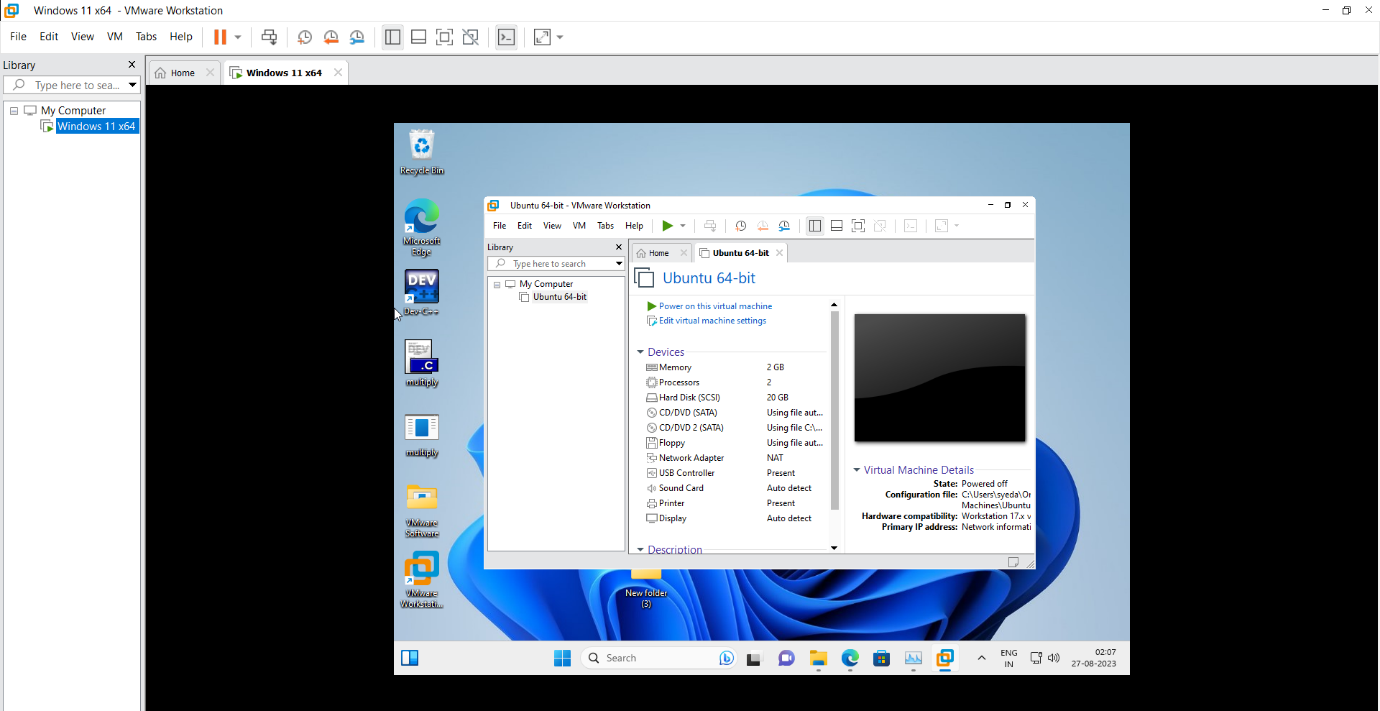 Windows 11 x64 - VMware Workstation
File Edit View VM Tabs Help
Library
Type here to sea...
My Computer
Windows 11 x64
Home
Windows 11 x64
Recycle Bin
Microsoft
Edge
DEV
C++
Dev-C++
DEV
.C
multiply
multiply
VMware
Software
VMware
Workstati...
New folder
(3)
Ubuntu 64-bit - VMware Workstation
File Edit View VM Tabs Help
Library
Type here to search
My Computer
Ubuntu 64-bit
Home
Ubuntu 64-bit
Ubuntu 64-bit
Power on this virtual machine
Edit virtual machine settings
Devices
Memory 2 GB
Processors 2
Hard Disk (SCSI) 20 GB
CD/DVD (SATA) Using file aut...
CD/DVD 2 (SATA) Using file C:\...
Floppy Using file aut...
Network Adapter NAT
USB Controller Present
Sound Card Auto detect
Printer Present
Display Auto detect
Description
Virtual Machine Details
State: Powered off
Configuration file: C:\Users\syeda\Or
Machines\Ubuntu
Hardware compatibility: Workstation 17.x v
Primary IP address: Network informati
Search
ENG
IN
02:07
27-08-2023